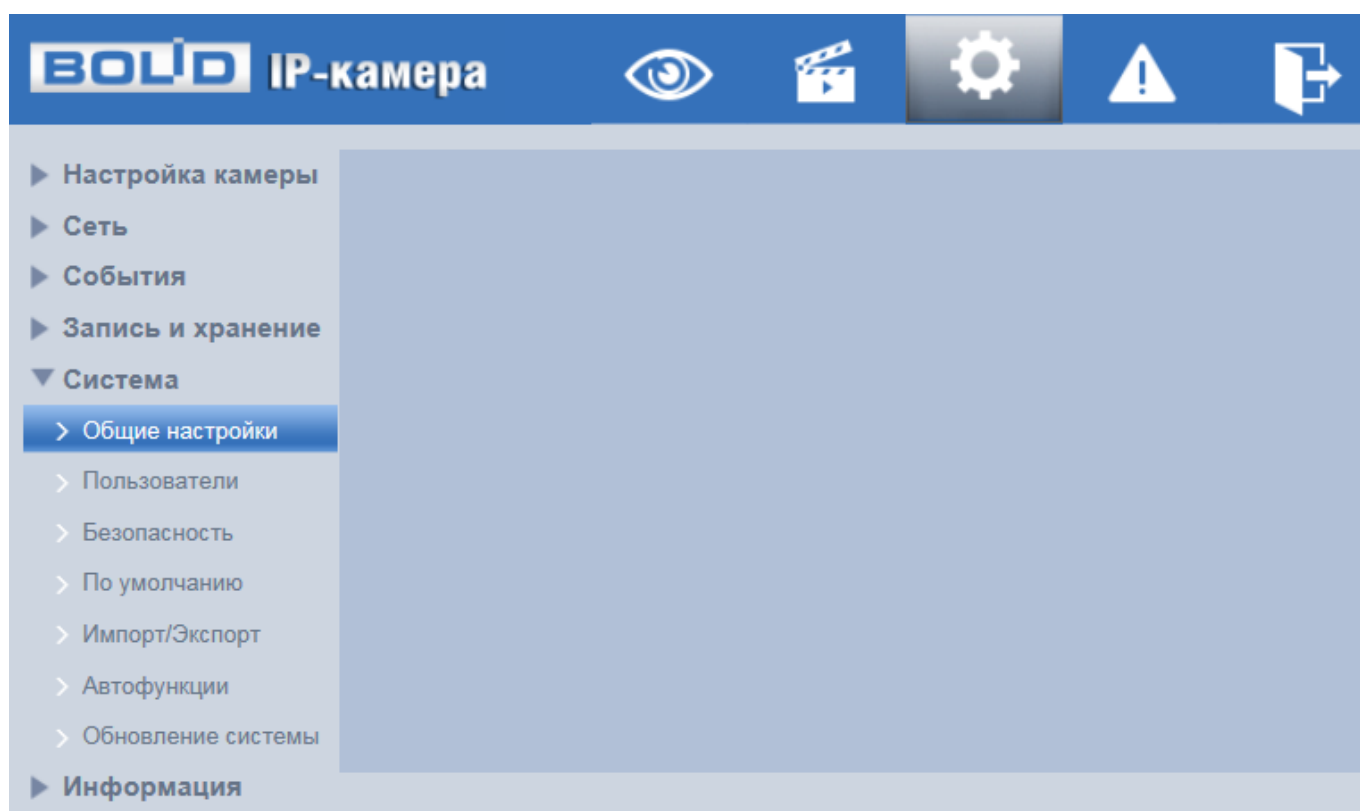 BOLID IP-камера
Настройка камеры
Сеть
События
Запись и хранение
Система
Общие настройки
Пользователи
Безопасность
По умолчанию
Импорт/Экспорт
Автофункции
Обновление системы
Информация